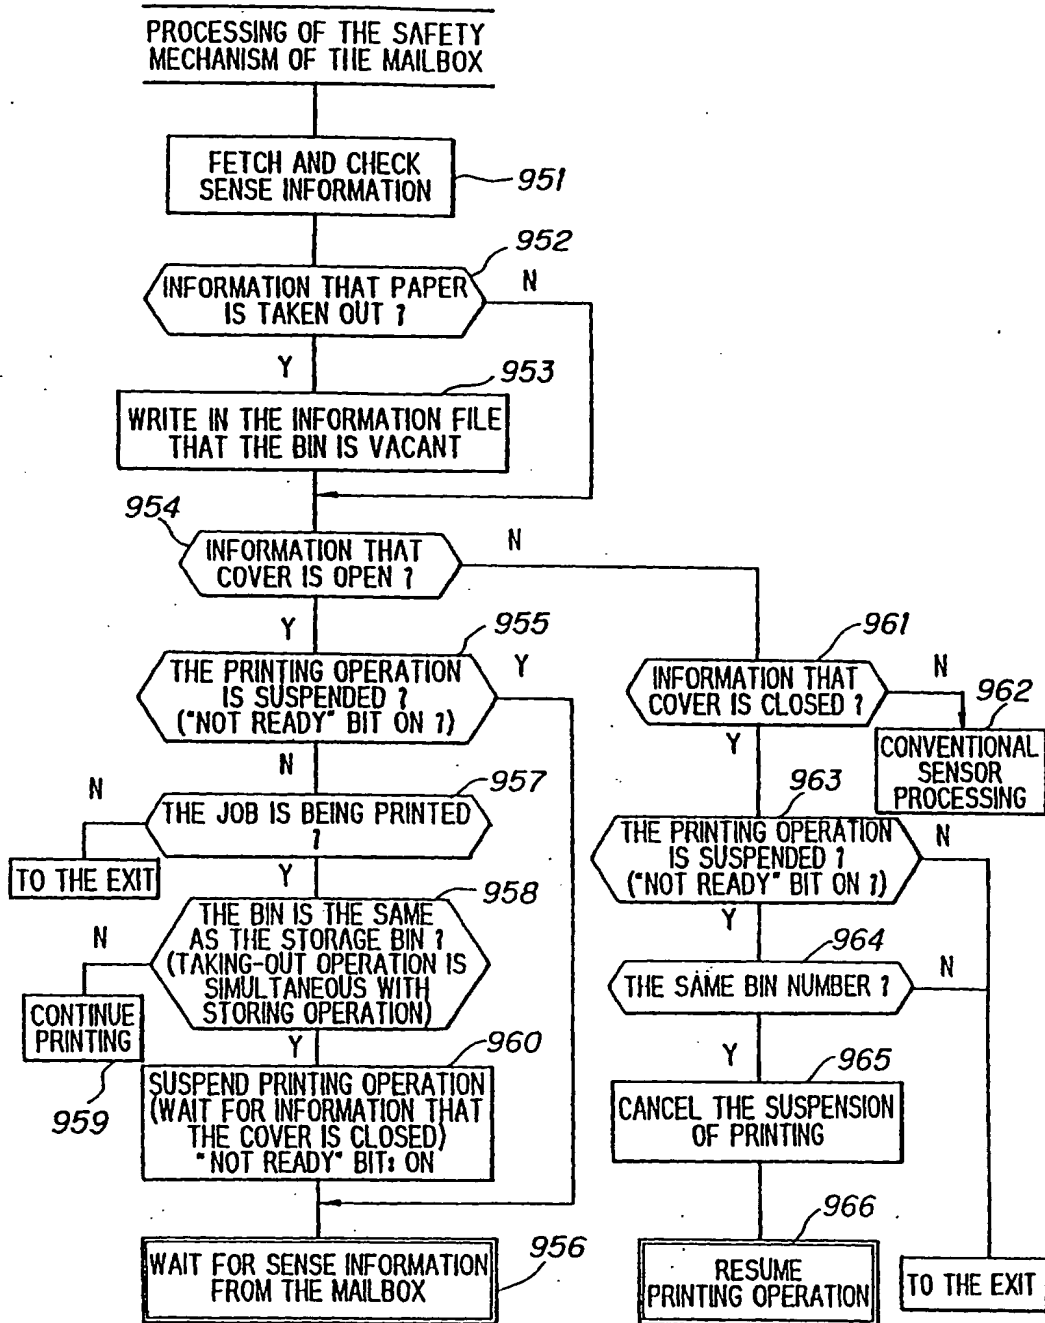 PROCESSING OF THE SAFETY
MECHANISM OF THE MAILBOX
FETCH AND CHECK
SENSE INFORMATION
951
952
INFORMATION THAT PAPER
IS TAKEN OUT ?
N
Y
953
WRITE IN THE INFORMATION FILE
THAT THE BIN IS VACANT
954
INFORMATION THAT
COVER IS OPEN ?
N
Y
955
THE PRINTING OPERATION
IS SUSPENDED ?
("NOT READY" BIT ON ?)
Y
N
957
THE JOB IS BEING PRINTED
?
N
TO THE EXIT
Y
958
THE BIN IS THE SAME
AS THE STORAGE BIN ?
(TAKING-OUT OPERATION IS
SIMULTANEOUS WITH
STORING OPERATION)
N
CONTINUE
PRINTING
959
Y
960
SUSPEND PRINTING OPERATION
(WAIT FOR INFORMATION THAT
THE COVER IS CLOSED)
"NOT READY" BIT: ON
WAIT FOR SENSE INFORMATION
FROM THE MAILBOX
956
961
INFORMATION THAT
COVER IS CLOSED ?
N
962
CONVENTIONAL
SENSOR
PROCESSING
Y
963
THE PRINTING OPERATION
IS SUSPENDED ?
("NOT READY" BIT ON ?)
N
Y
964
THE SAME BIN NUMBER ?
N
Y
965
CANCEL THE SUSPENSION
OF PRINTING
966
RESUME
PRINTING OPERATION
TO THE EXIT